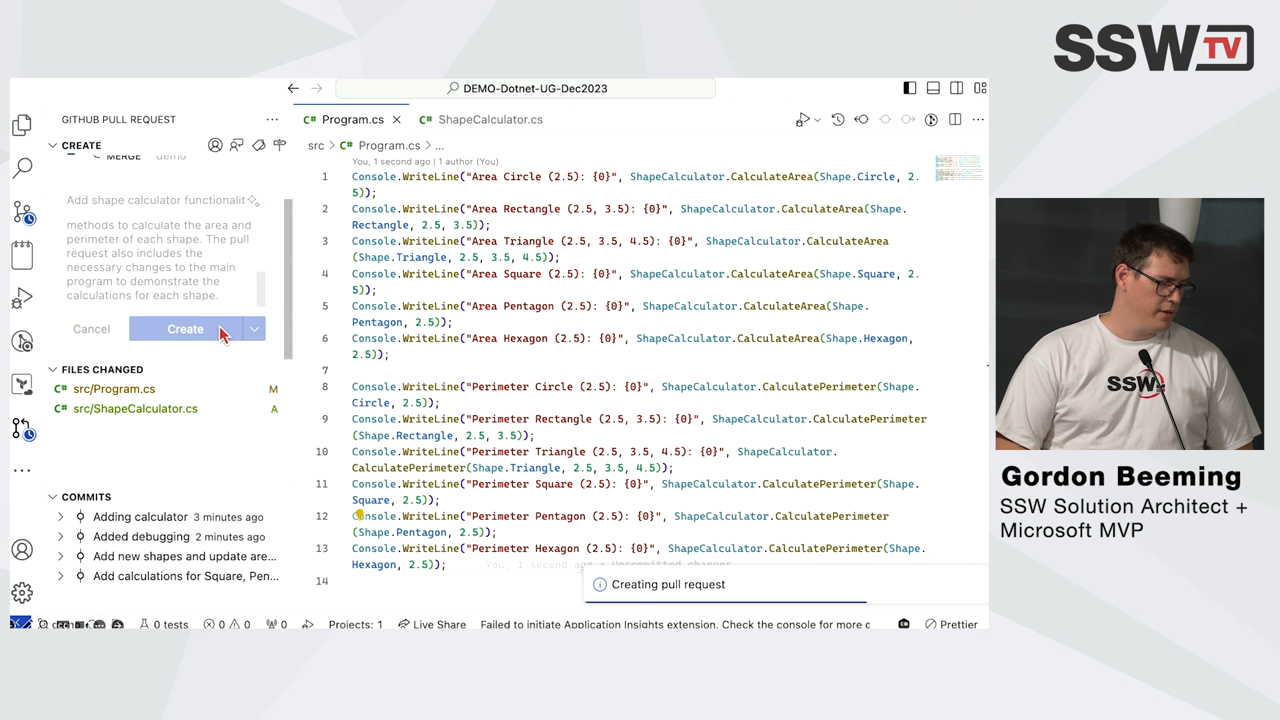 SSW TV
DEMO-Dotnet-UG-Dec2023
GITHUB PULL REQUEST
Program.cs
ShapeCalculator.cs
CREATE
src > Program.cs > ...
MERGE demo
You, 1 second ago | 1 author (You)
Add shape calculator functionalit
methods to calculate the area and
perimeter of each shape. The pull
request also includes the
necessary changes to the main
program to demonstrate the
calculations for each shape.
Cancel
Create
FILES CHANGED
C# src/Program.cs M
C# src/ShapeCalculator.cs A
COMMITS
Adding calculator 3 minutes ago
Added debugging 2 minutes ago
Add new shapes and update are...
Add calculations for Square, Pen...
1 Console.WriteLine("Area Circle (2.5): {0}", ShapeCalculator.CalculateArea(Shape.Circle, 2.
5));
2 Console.WriteLine("Area Rectangle (2.5, 3.5): {0}", ShapeCalculator.CalculateArea(Shape.
Rectangle, 2.5, 3.5));
3 Console.WriteLine("Area Triangle (2.5, 3.5, 4.5): {0}", ShapeCalculator.CalculateArea
(Shape.Triangle, 2.5, 3.5, 4.5));
4 Console.WriteLine("Area Square (2.5): {0}", ShapeCalculator.CalculateArea(Shape.Square, 2.
5));
5 Console.WriteLine("Area Pentagon (2.5): {0}", ShapeCalculator.CalculateArea(Shape.
Pentagon, 2.5));
6 Console.WriteLine("Area Hexagon (2.5): {0}", ShapeCalculator.CalculateArea(Shape.Hexagon,
2.5));
7
8 Console.WriteLine("Perimeter Circle (2.5): {0}", ShapeCalculator.CalculatePerimeter(Shape.
Circle, 2.5));
9 Console.WriteLine("Perimeter Rectangle (2.5, 3.5): {0}", ShapeCalculator.CalculatePerimeter
(Shape.Rectangle, 2.5, 3.5));
10 Console.WriteLine("Perimeter Triangle (2.5, 3.5, 4.5): {0}", ShapeCalculator.
CalculatePerimeter(Shape.Triangle, 2.5, 3.5, 4.5));
11 Console.WriteLine("Perimeter Square (2.5): {0}", ShapeCalculator.CalculatePerimeter(Shape.
Square, 2.5));
12 Console.WriteLine("Perimeter Pentagon (2.5): {0}", ShapeCalculator.CalculatePerimeter
(Shape.Pentagon, 2.5));
13 Console.WriteLine("Perimeter Hexagon (2.5): {0}", ShapeCalculator.CalculatePerimeter(Shape.
Hexagon, 2.5)); You, 1 second ago • Uncommitted changes
14
Creating pull request
0 tests 0 0 0 Projects: 1 Live Share Failed to initiate Application Insights extension. Check the console for more c Prettier
SSW
Gordon Beeming
SSW Solution Architect +
Microsoft MVP